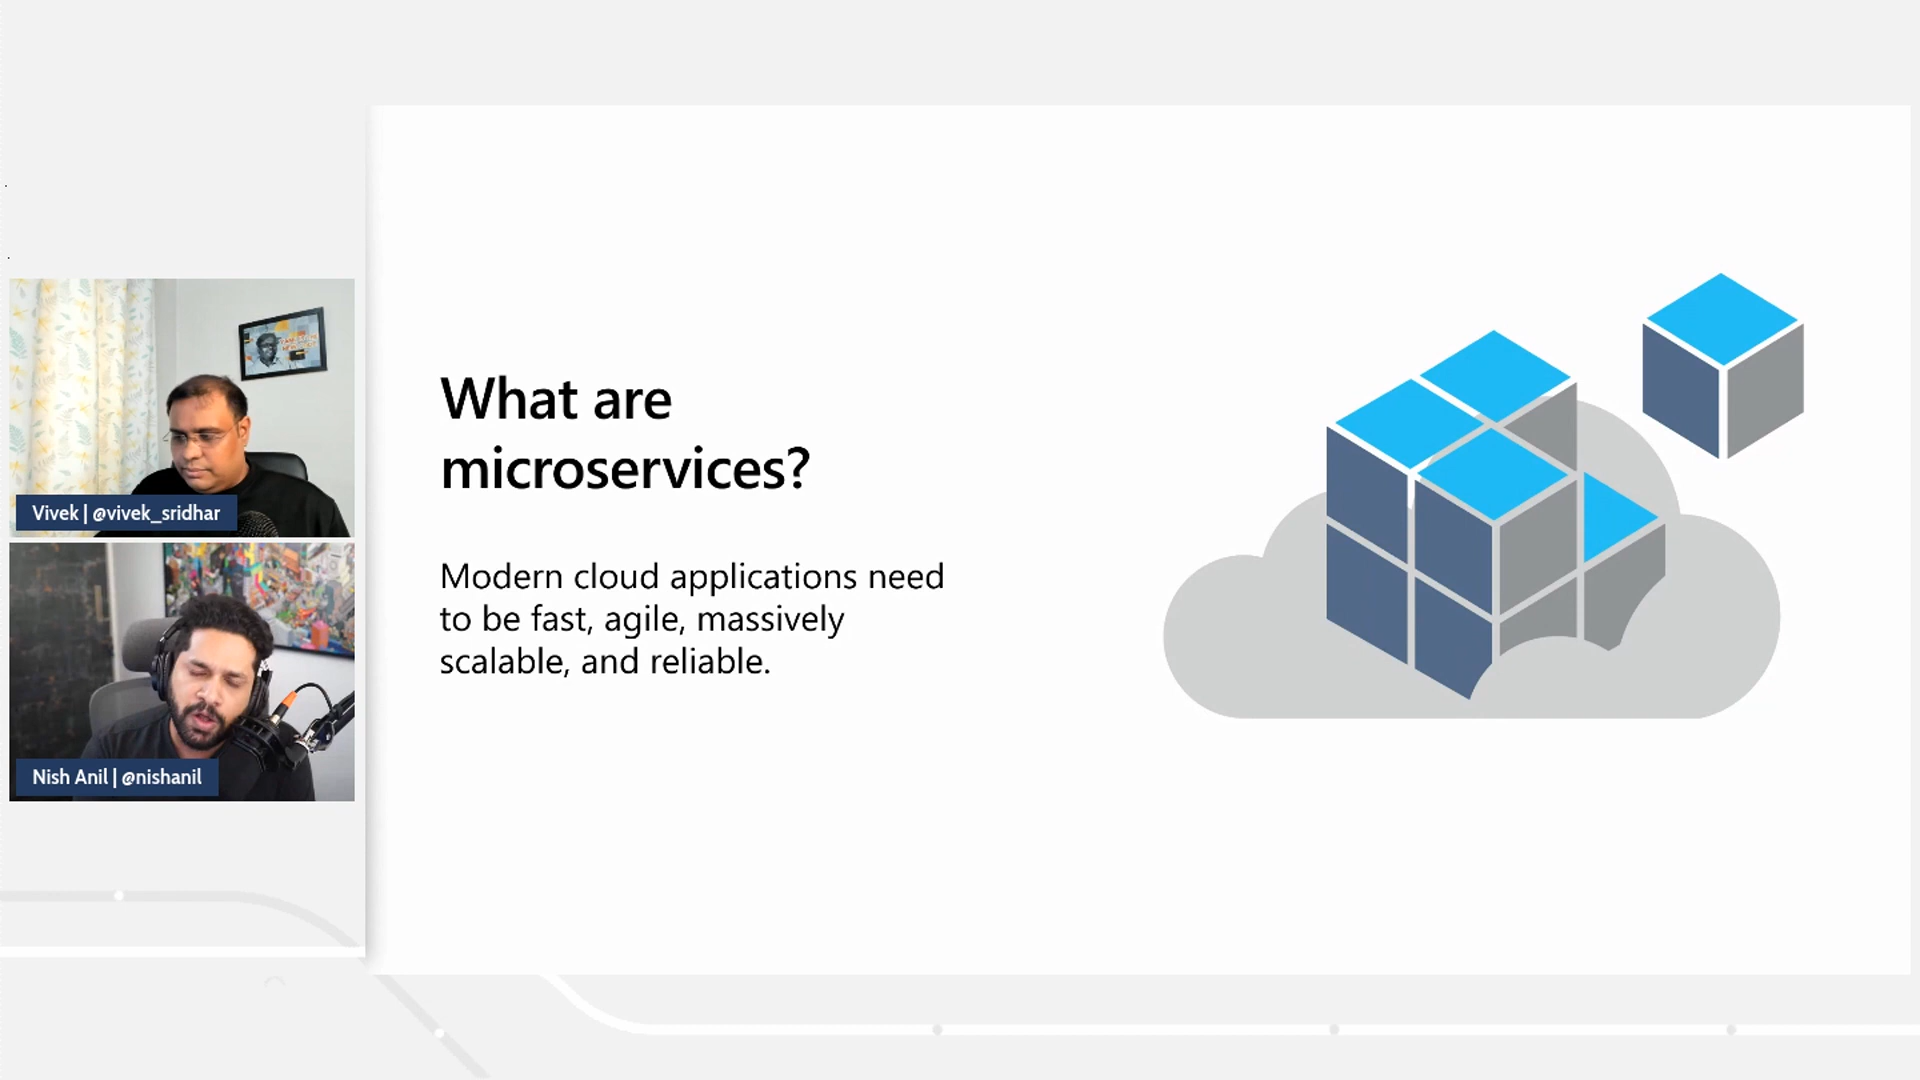 What are
microservices?
Modern cloud applications need
to be fast, agile, massively
scalable, and reliable.
Vivek | @vivek_sridhar
Nish Anil | @nishanil